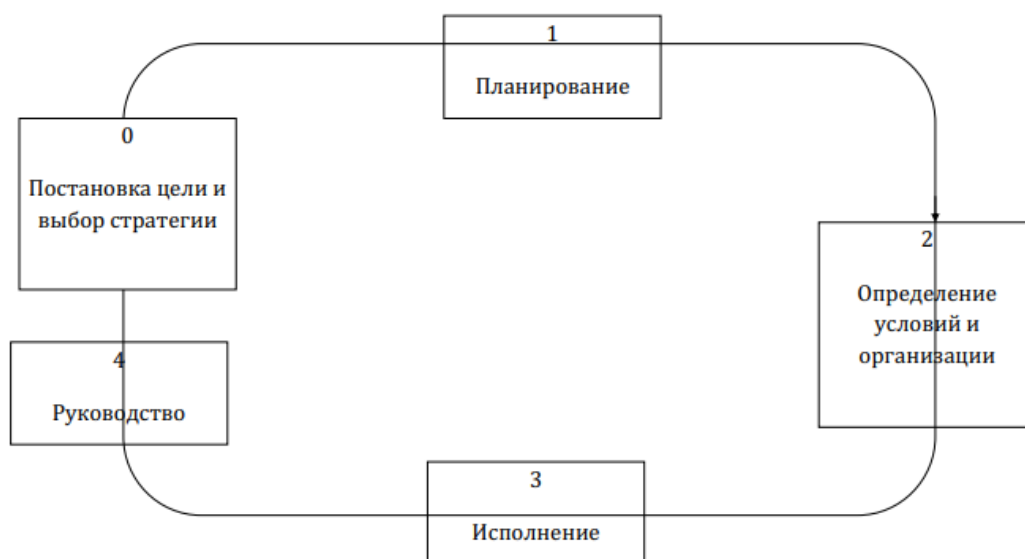 0
Постановка цели и
выбор стратегии
1
Планирование
2
Определение
условий и
организации
3
Исполнение
4
Руководство